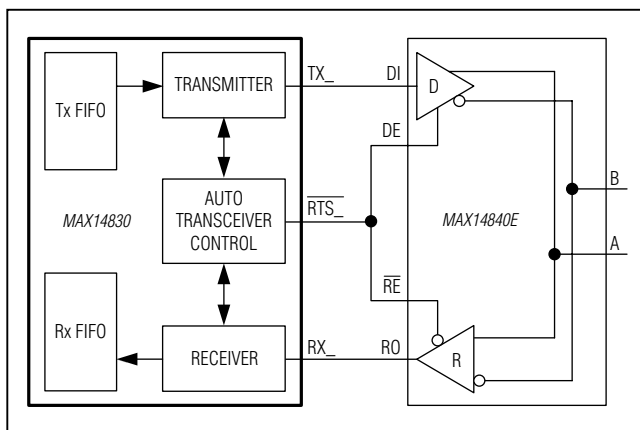 Tx FIFO
TRANSMITTER
TX_
DI
D
DE
AUTO
TRANSCEIVER
CONTROL
RTS_
MAX14830
MAX14840E
B
A
RE
Rx FIFO
RECEIVER
RX_
RO
R